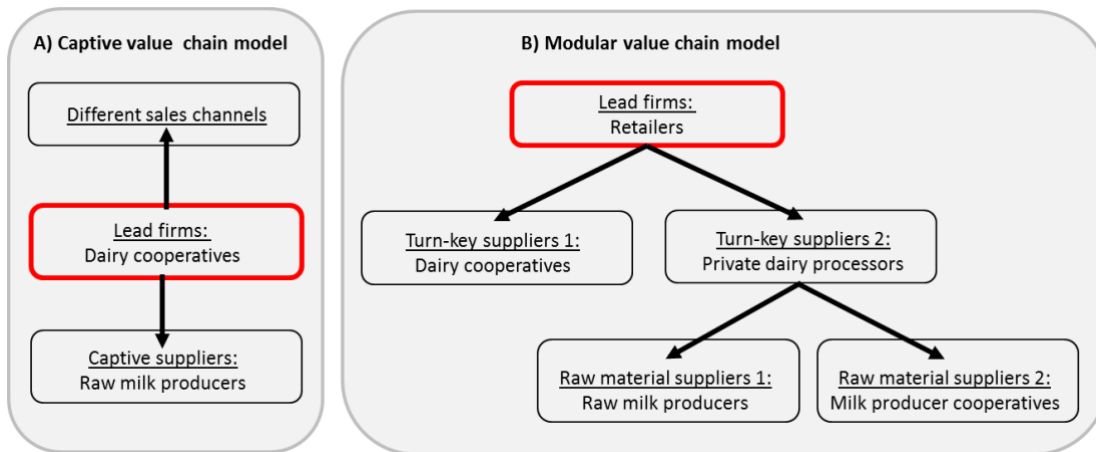 A) Captive value chain model
Different sales channels
Lead firms:
Dairy cooperatives
Captive suppliers:
Raw milk producers
B) Modular value chain model
Lead firms:
Retailers
Turn-key suppliers 1:
Dairy cooperatives
Turn-key suppliers 2:
Private dairy processors
Raw material suppliers 1:
Raw milk producers
Raw material suppliers 2:
Milk producer cooperatives